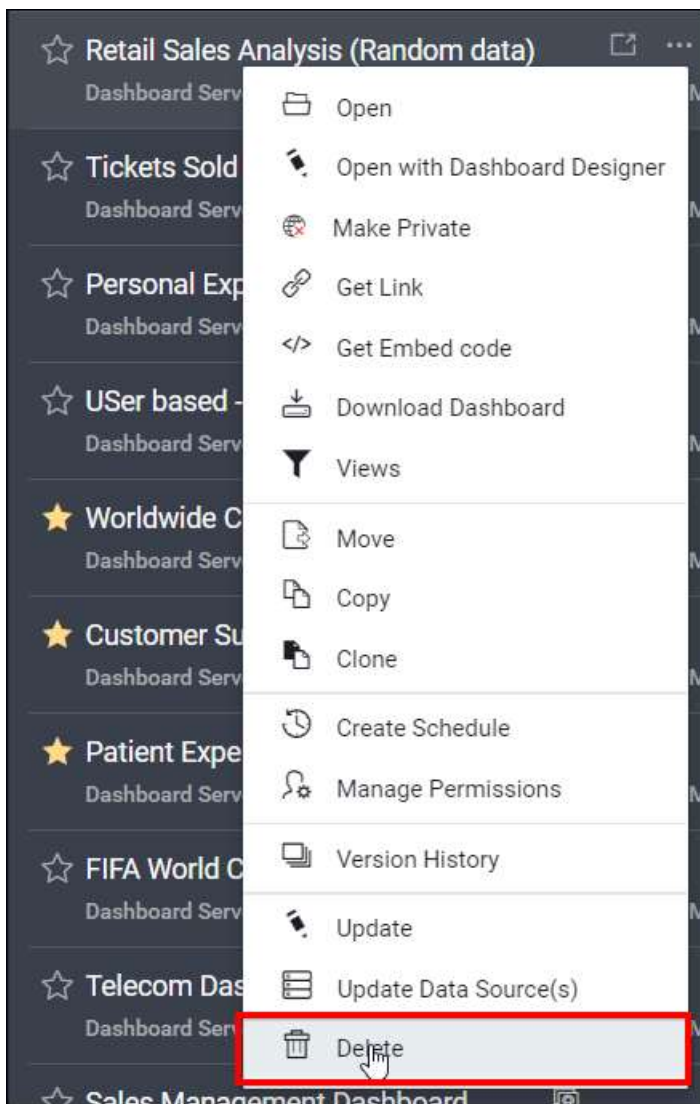 Retail Sales Analysis (Random data)
Dashboard Serv
Open
Tickets Sold
Open with Dashboard Designer
Dashboard Serv
Make Private
Personal Exp
Get Link
Dashboard Serv
</> Get Embed code
USer based -
Download Dashboard
Dashboard Serv
Views
Worldwide C
Move
Dashboard Serv
Copy
Customer Su
Clone
Dashboard Serv
Create Schedule
Patient Expe
Manage Permissions
Dashboard Serv
Version History
FIFA World C
Dashboard Serv
Update
Telecom Das
Update Data Source(s)
Dashboard Serv
Delete
Sales Management Dashboard